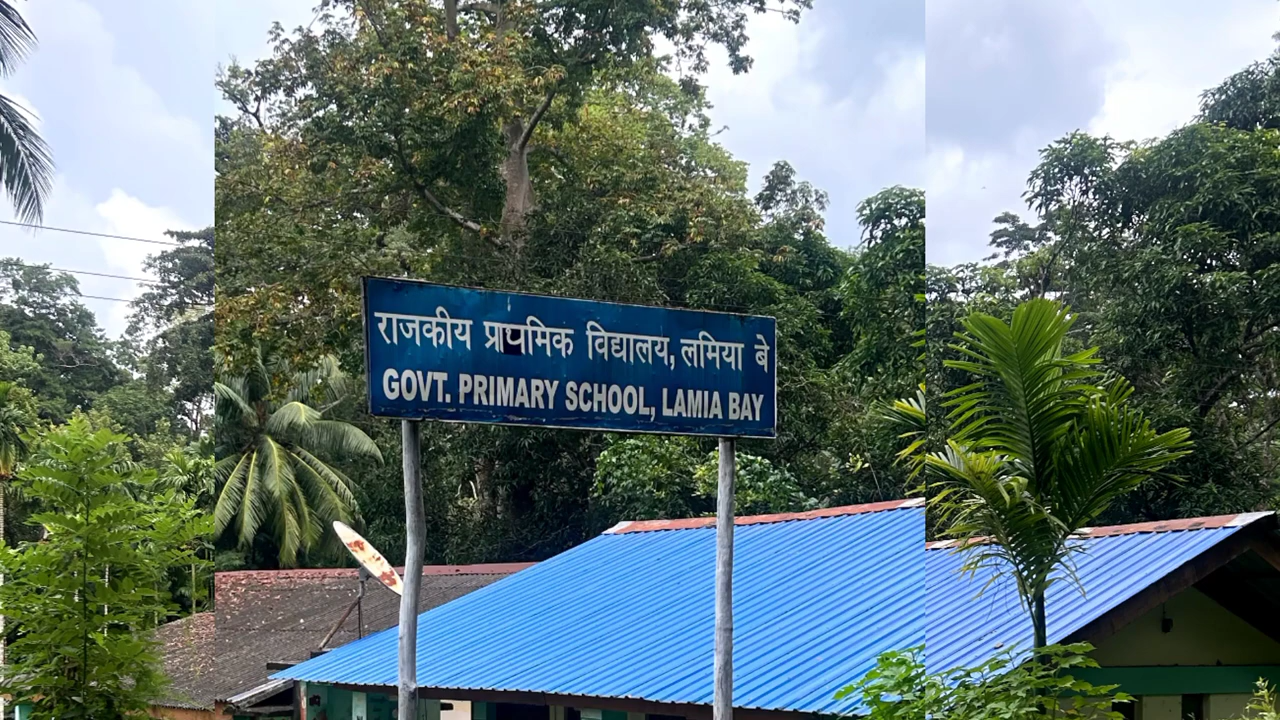 राजकीय प्राथमिक विद्यालय, लमिया बे
GOVT. PRIMARY SCHOOL, LAMIA BAY